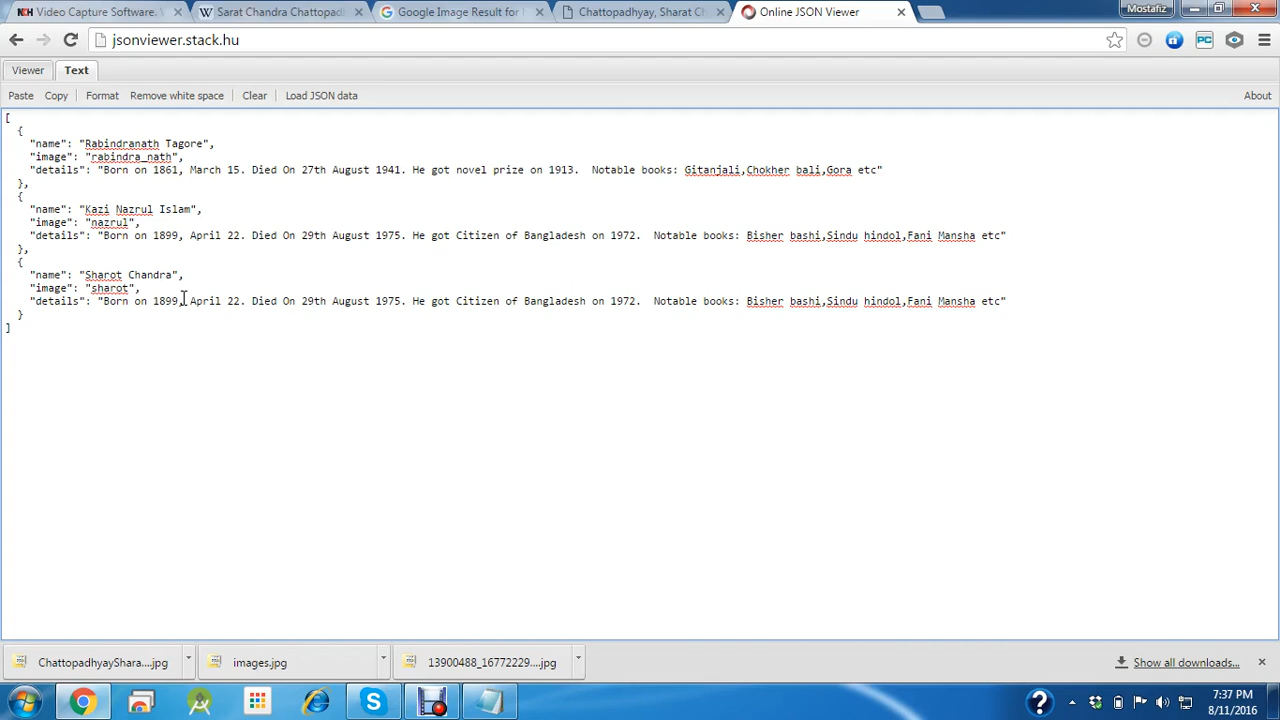 Video Capture Software.
Sarat Chandra Chattopad
Google Image Result for
Chattopadhyay, Sharat C
Online JSON Viewer
Mostafiz
jsonviewer.stack.hu
PC
Viewer
Text
Paste
Copy
Format
Remove white space
Clear
Load JSON data
About
[
{
"name": "Rabindranath Tagore",
"image": "rabindra_nath",
"details": "Born on 1861, March 15. Died On 27th August 1941. He got novel prize on 1913.  Notable books: Gitanjali,Chokher bali,Gora etc"
},
{
"name": "Kazi Nazrul Islam",
"image": "nazrul",
"details": "Born on 1899, April 22. Died On 29th August 1975. He got Citizen of Bangladesh on 1972.  Notable books: Bisher bashi,Sindu hindol,Fani Mansha etc"
},
{
"name": "Sharot Chandra",
"image": "sharot",
"details": "Born on 1899, April 22. Died On 29th August 1975. He got Citizen of Bangladesh on 1972.  Notable books: Bisher bashi,Sindu hindol,Fani Mansha etc"
}
]
ChattopadhyayShara....jpg
images.jpg
13900488_16772229....jpg
Show all downloads...
7:37 PM
8/11/2016